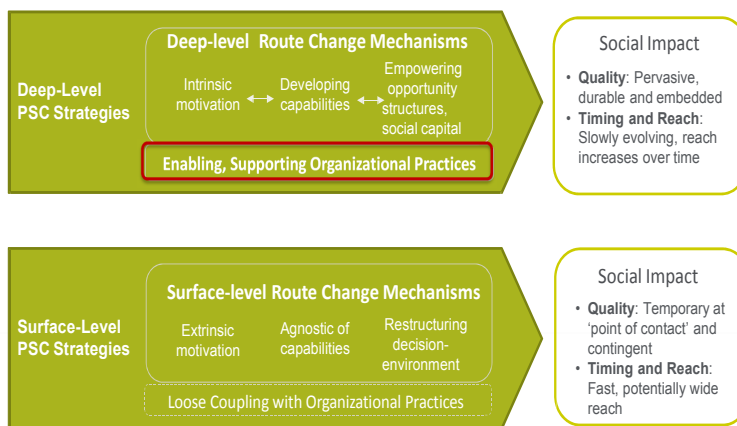 Deep-Level
PSC Strategies
Deep-level Route Change Mechanisms
Intrinsic
motivation
Developing
capabilities
Empowering
opportunity
structures,
social capital
Enabling, Supporting Organizational Practices
Social Impact
• Quality: Pervasive,
durable and embedded
• Timing and Reach:
Slowly evolving, reach
increases over time
Surface-Level
PSC Strategies
Surface-level Route Change Mechanisms
Extrinsic
motivation
Agnostic of
capabilities
Restructuring
decision-
environment
Loose Coupling with Organizational Practices
Social Impact
• Quality: Temporary at
‘point of contact’ and
contingent
• Timing and Reach:
Fast, potentially wide
reach